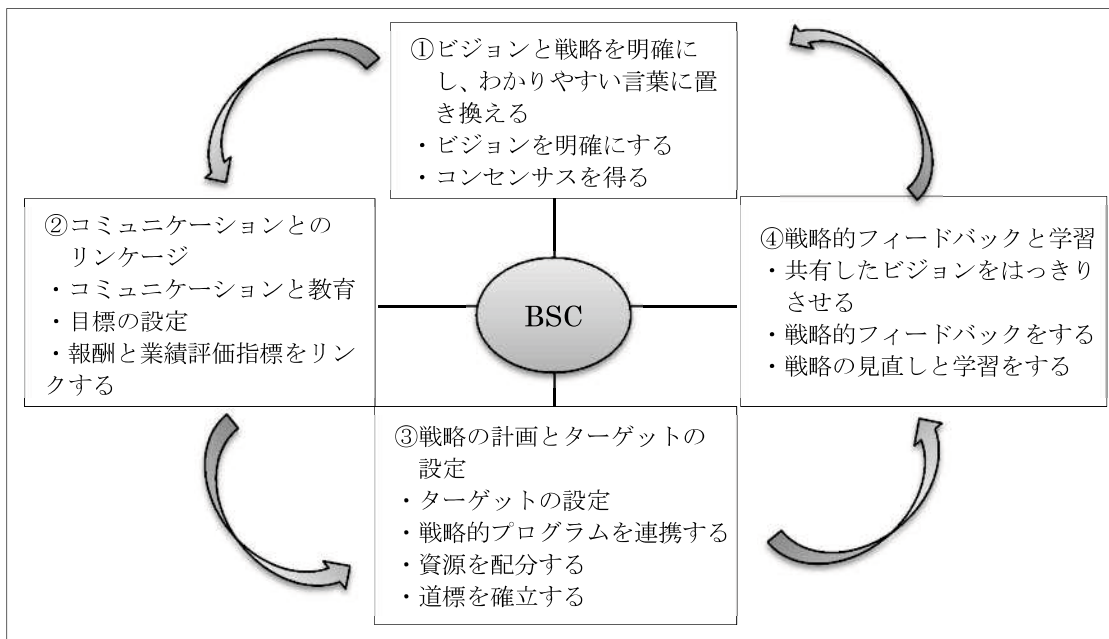 ①ビジョンと戦略を明確に
し、わかりやすい言葉に置
き換える
・ビジョンを明確にする
・コンセンサスを得る
②コミュニケーションとの
リンケージ
・コミュニケーションと教育
・目標の設定
・報酬と業績評価指標をリン
クする
BSC
④戦略的フィードバックと学習
・共有したビジョンをはっきり
させる
・戦略的フィードバックをする
・戦略の見直しと学習をする
③戦略の計画とターゲットの
設定
・ターゲットの設定
・戦略的プログラムを連携する
・資源を配分する
・道標を確立する